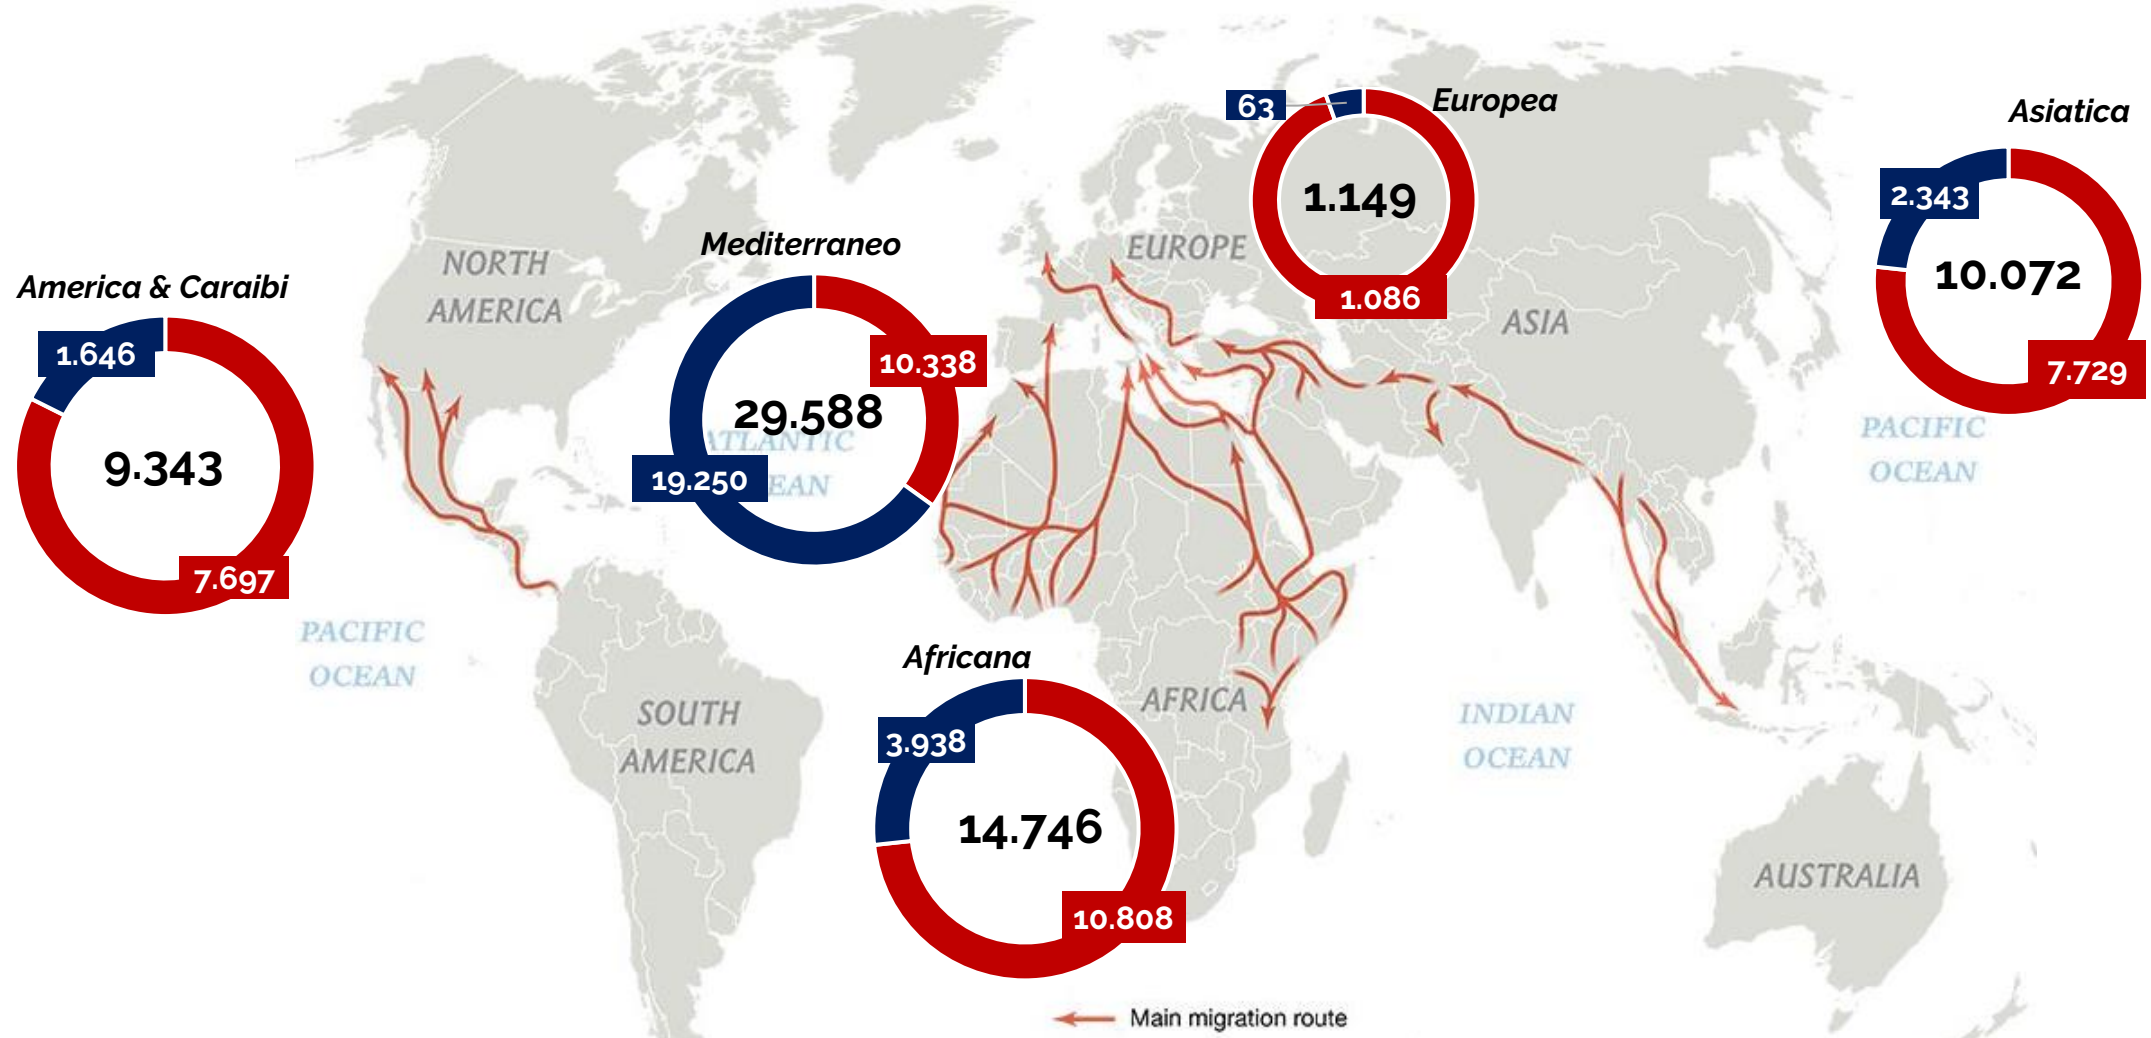 63
Europea
1.149
1.086
Asiatica
2.343
10.072
7.729
Mediterraneo
10.338
29.588
19.250
America & Caraibi
1.646
9.343
7.697
NORTH
AMERICA
EUROPE
ASIA
ATLANTIC
EAN
PACIFIC
OCEAN
PACIFIC
OCEAN
Africana
3.938
14.746
10.808
SOUTH
AMERICA
AFRICA
INDIAN
OCEAN
AUSTRALIA
Main migration route